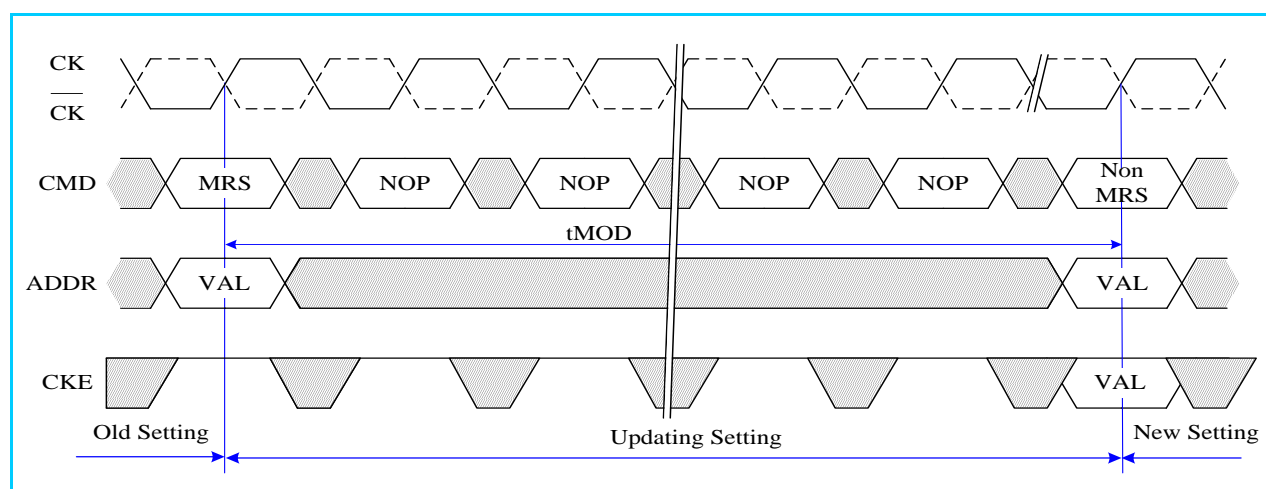 CK
CK
CMD MRS NOP NOP NOP NOP Non MRS
tMOD
ADDR VAL VAL
CKE VAL
Old Setting Updating Setting New Setting